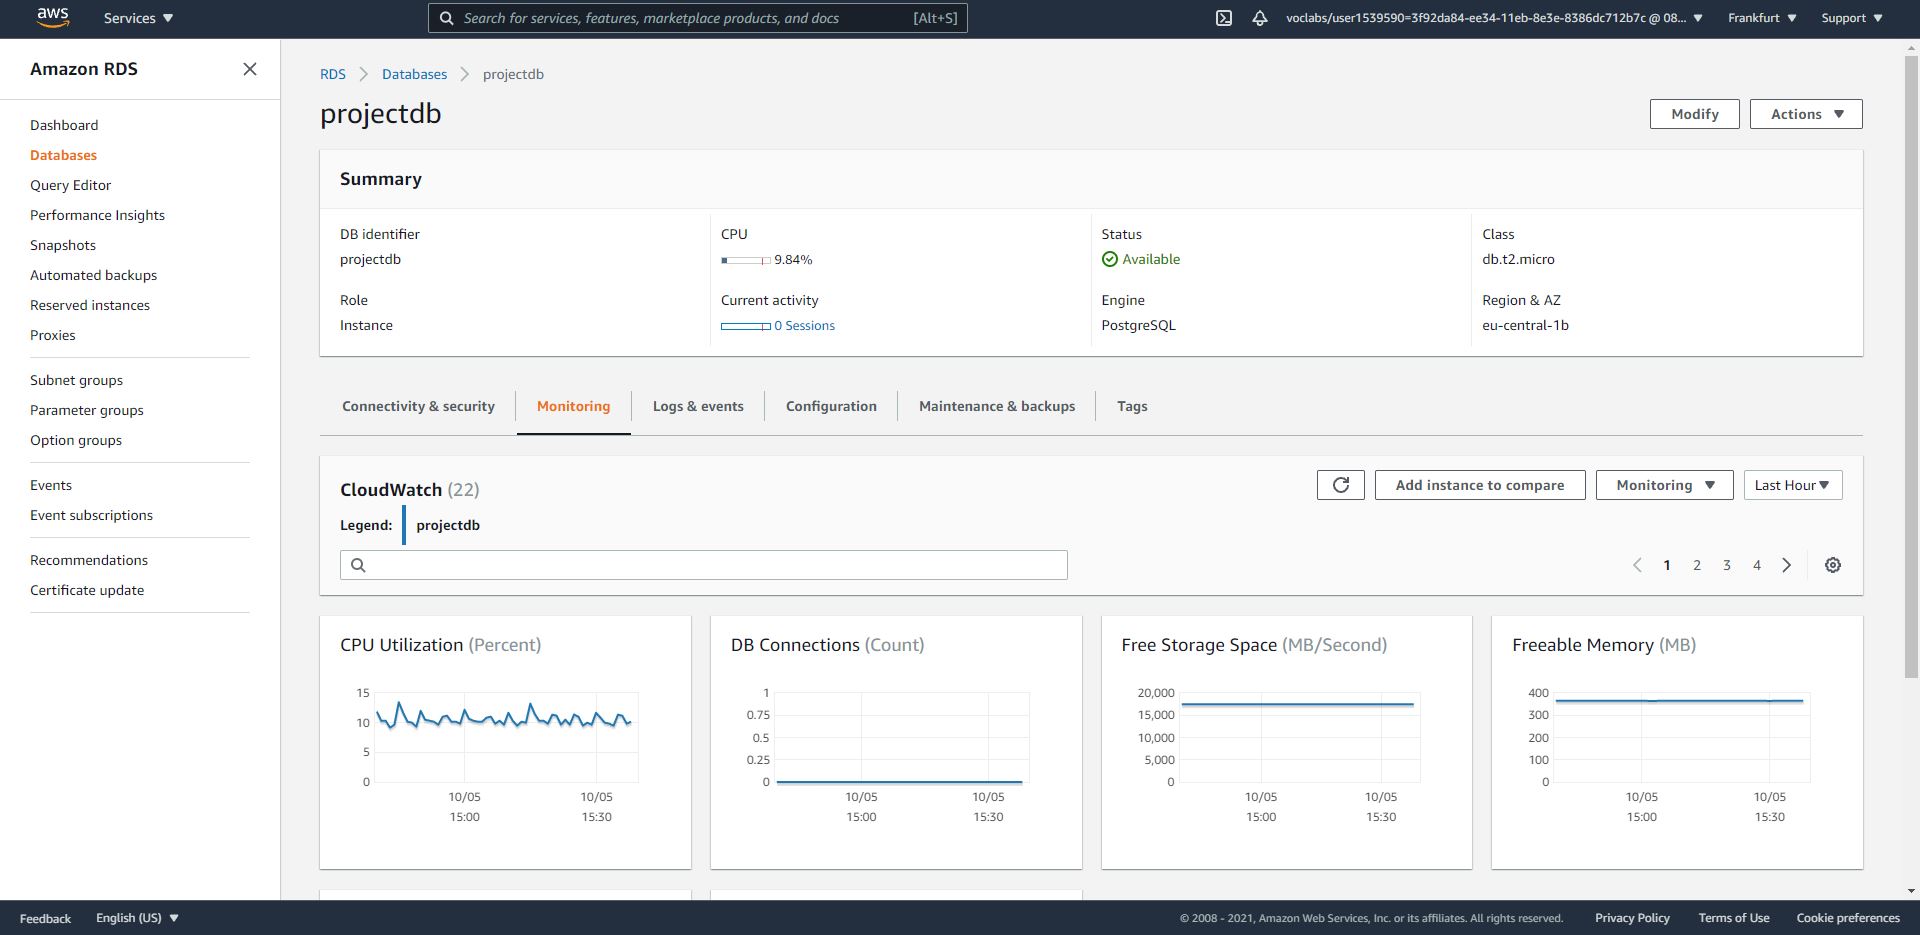 aws
Services
Search for services, features, marketplace products, and docs
[Alt+S]
voclabs/user1539590=3f92da84-ee34-11eb-8e3e-8386dc712b7c @ 08...
Frankfurt
Support
Amazon RDS
Dashboard
Databases
Query Editor
Performance Insights
Snapshots
Automated backups
Reserved instances
Proxies
Subnet groups
Parameter groups
Option groups
Events
Event subscriptions
Recommendations
Certificate update
RDS
Databases
projectdb
projectdb
Modify
Actions
Summary
DB identifier
projectdb
CPU
9.84%
Status
Available
Class
db.t2.micro
Role
Instance
Current activity
0 Sessions
Engine
PostgreSQL
Region & AZ
eu-central-1b
Connectivity & security
Monitoring
Logs & events
Configuration
Maintenance & backups
Tags
CloudWatch (22)
Add instance to compare
Monitoring
Last Hour
Legend:
projectdb
1
2
3
4
CPU Utilization (Percent)
15
10
5
0
10/05
15:00
10/05
15:30
DB Connections (Count)
1
0.75
0.5
0.25
0
10/05
15:00
10/05
15:30
Free Storage Space (MB/Second)
20,000
15,000
10,000
5,000
0
10/05
15:00
10/05
15:30
Freeable Memory (MB)
400
300
200
100
0
10/05
15:00
10/05
15:30
Feedback
English (US)
© 2008 - 2021, Amazon Web Services, Inc. or its affiliates. All rights reserved.
Privacy Policy
Terms of Use
Cookie preferences